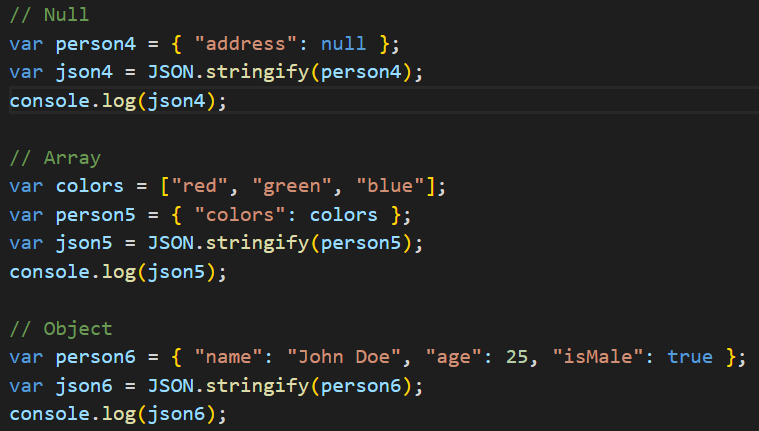 // Null
var person4 = { "address": null };
var json4 = JSON.stringify(person4);
console.log(json4);

// Array
var colors = ["red", "green", "blue"];
var person5 = { "colors": colors };
var json5 = JSON.stringify(person5);
console.log(json5);

// Object
var person6 = { "name": "John Doe", "age": 25, "isMale": true };
var json6 = JSON.stringify(person6);
console.log(json6);